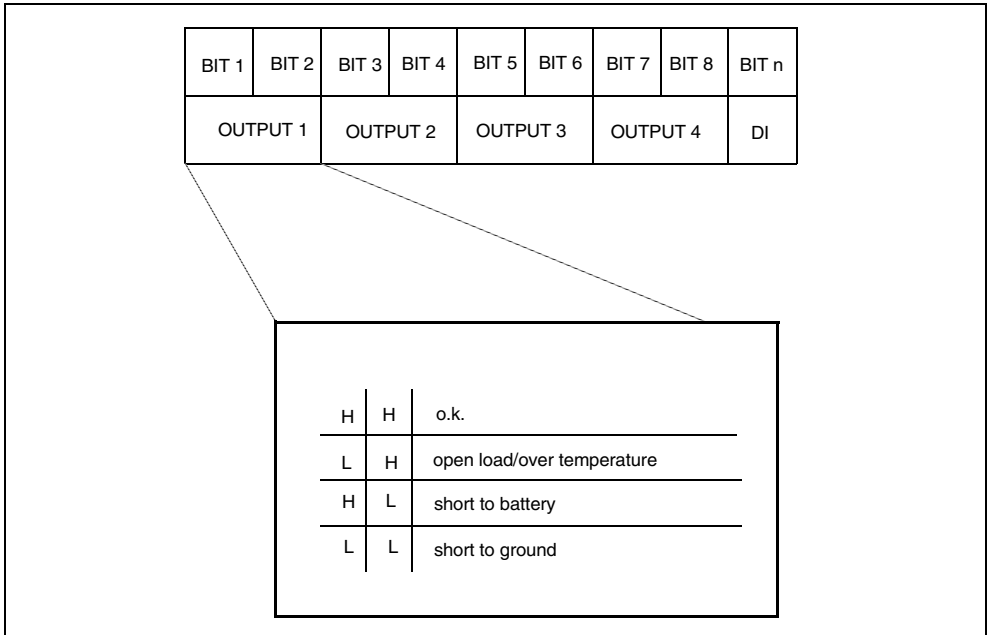 BIT 1 BIT 2 BIT 3 BIT 4 BIT 5 BIT 6 BIT 7 BIT 8 BIT n
OUTPUT 1 OUTPUT 2 OUTPUT 3 OUTPUT 4 DI
H H o.k.
L H open load/over temperature
H L short to battery
L L short to ground